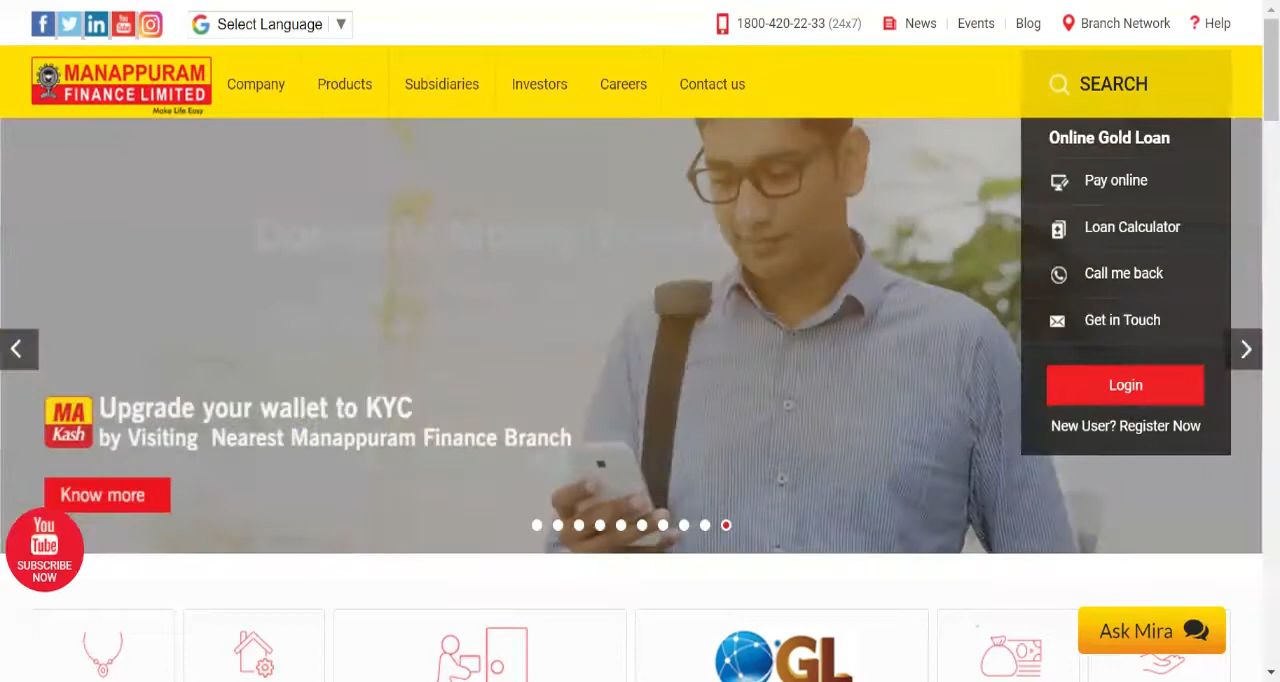 f in You Tube
G Select Language ▼
1800-420-22-33 (24x7)
News
Events
Blog
Branch Network
? Help
MANAPPURAM
FINANCE LIMITED
Make Life Easy
Company
Products
Subsidiaries
Investors
Careers
Contact us
SEARCH
Online Gold Loan
Pay online
Loan Calculator
Call me back
Get in Touch
Login
New User? Register Now
MA
Kash
Upgrade your wallet to KYC
by Visiting Nearest Manappuram Finance Branch
Know more
You
Tube
SUBSCRIBE
NOW
OGL
Ask Mira